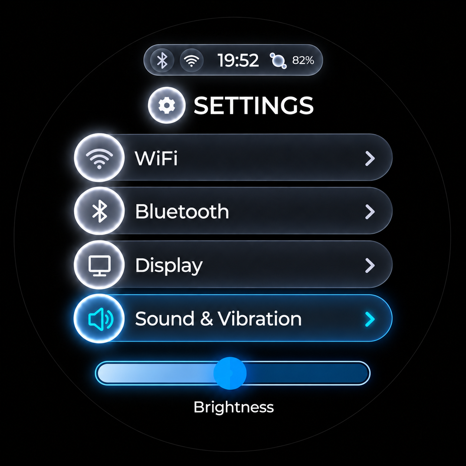 19:52 82%
SETTINGS
WiFi
Bluetooth
Display
Sound & Vibration
Brightness